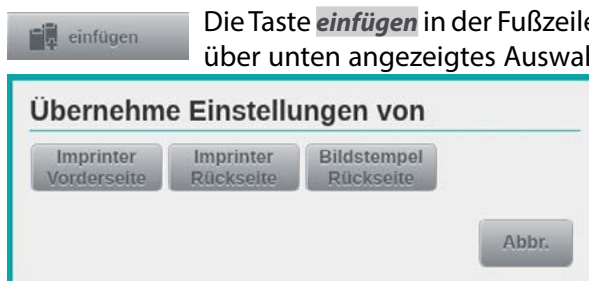 einfügen
Die Taste einfügen in der Fußzeile
über unten angezeigtes Auswahl
Übernehme Einstellungen von
Imprinter Vorderseite
Imprinter Rückseite
Bildstempel Rückseite
Abbr.